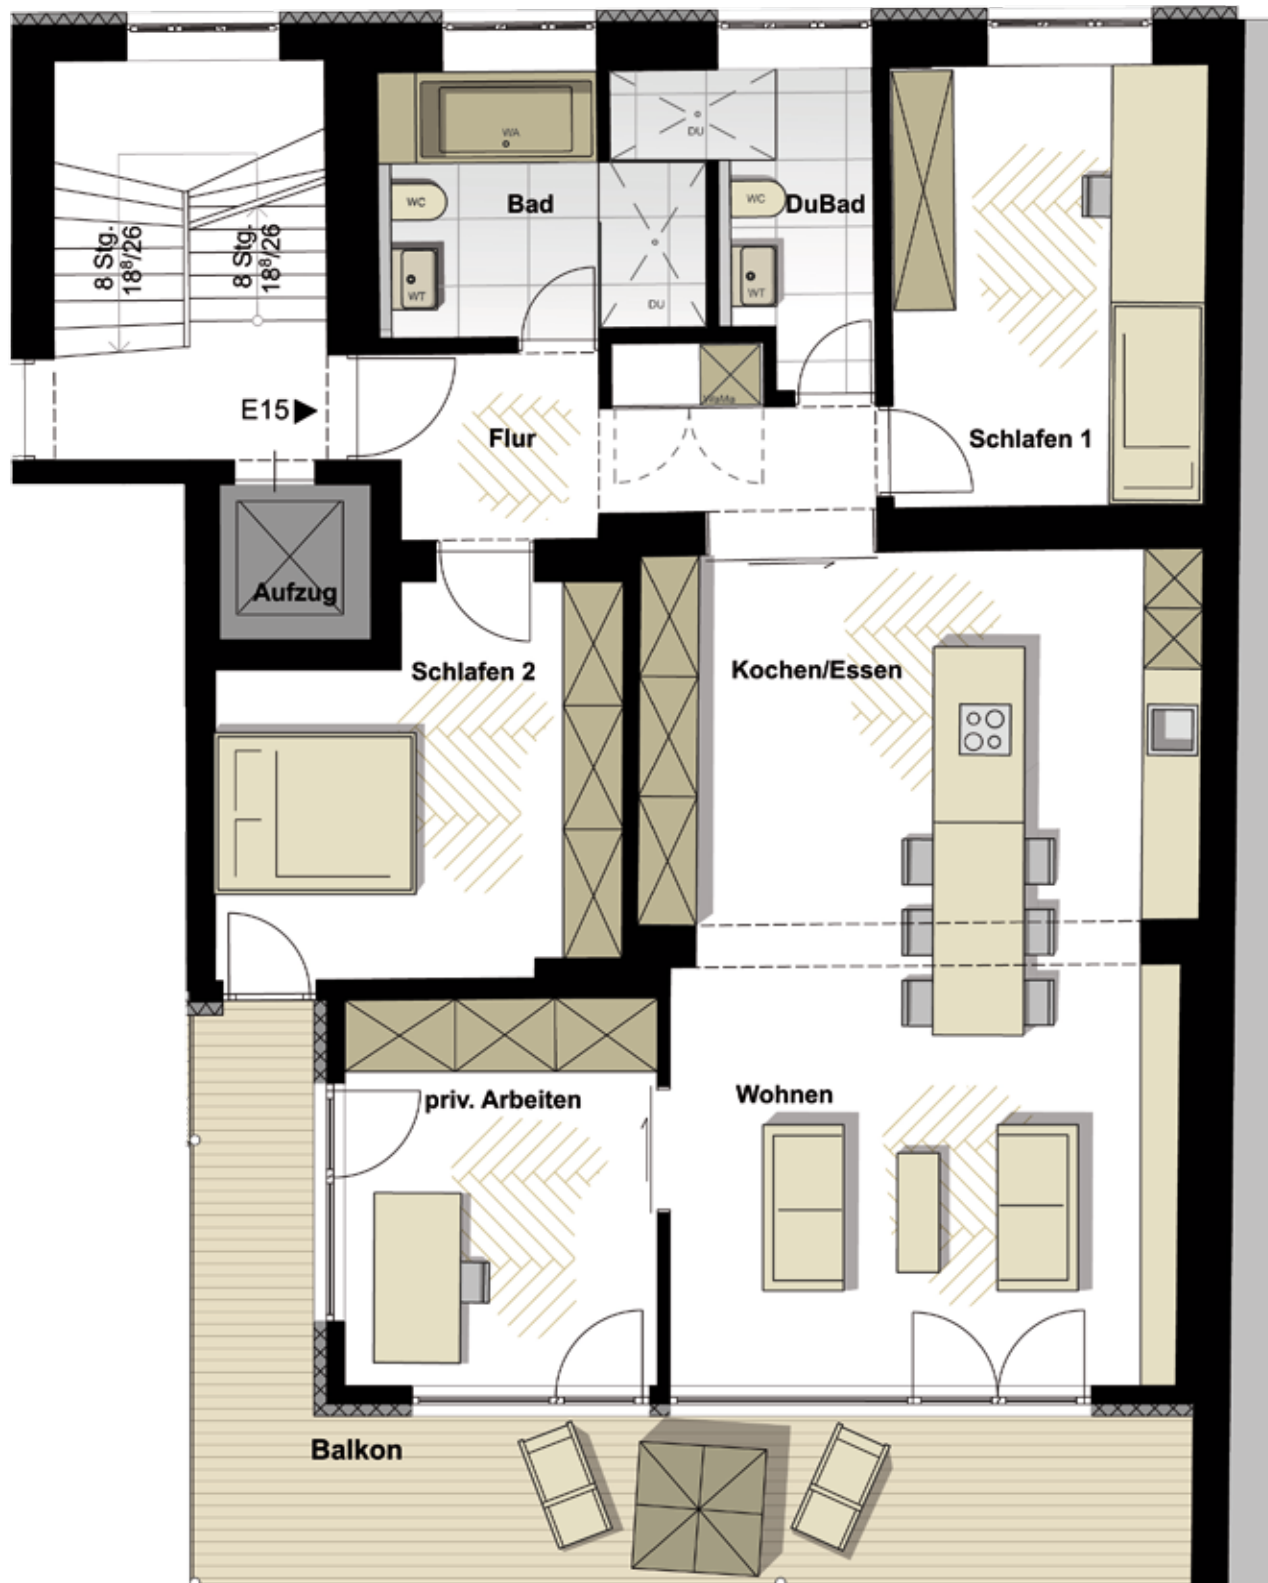 WA
DU
WC
Bad
WC
DuBad
8 Stg.
18⁸/26
8 Stg.
18⁸/26
WT
DU
WT
WaMa
E15
Flur
Schlafen 1
Aufzug
Schlafen 2
Kochen/Essen
priv. Arbeiten
Wohnen
Balkon